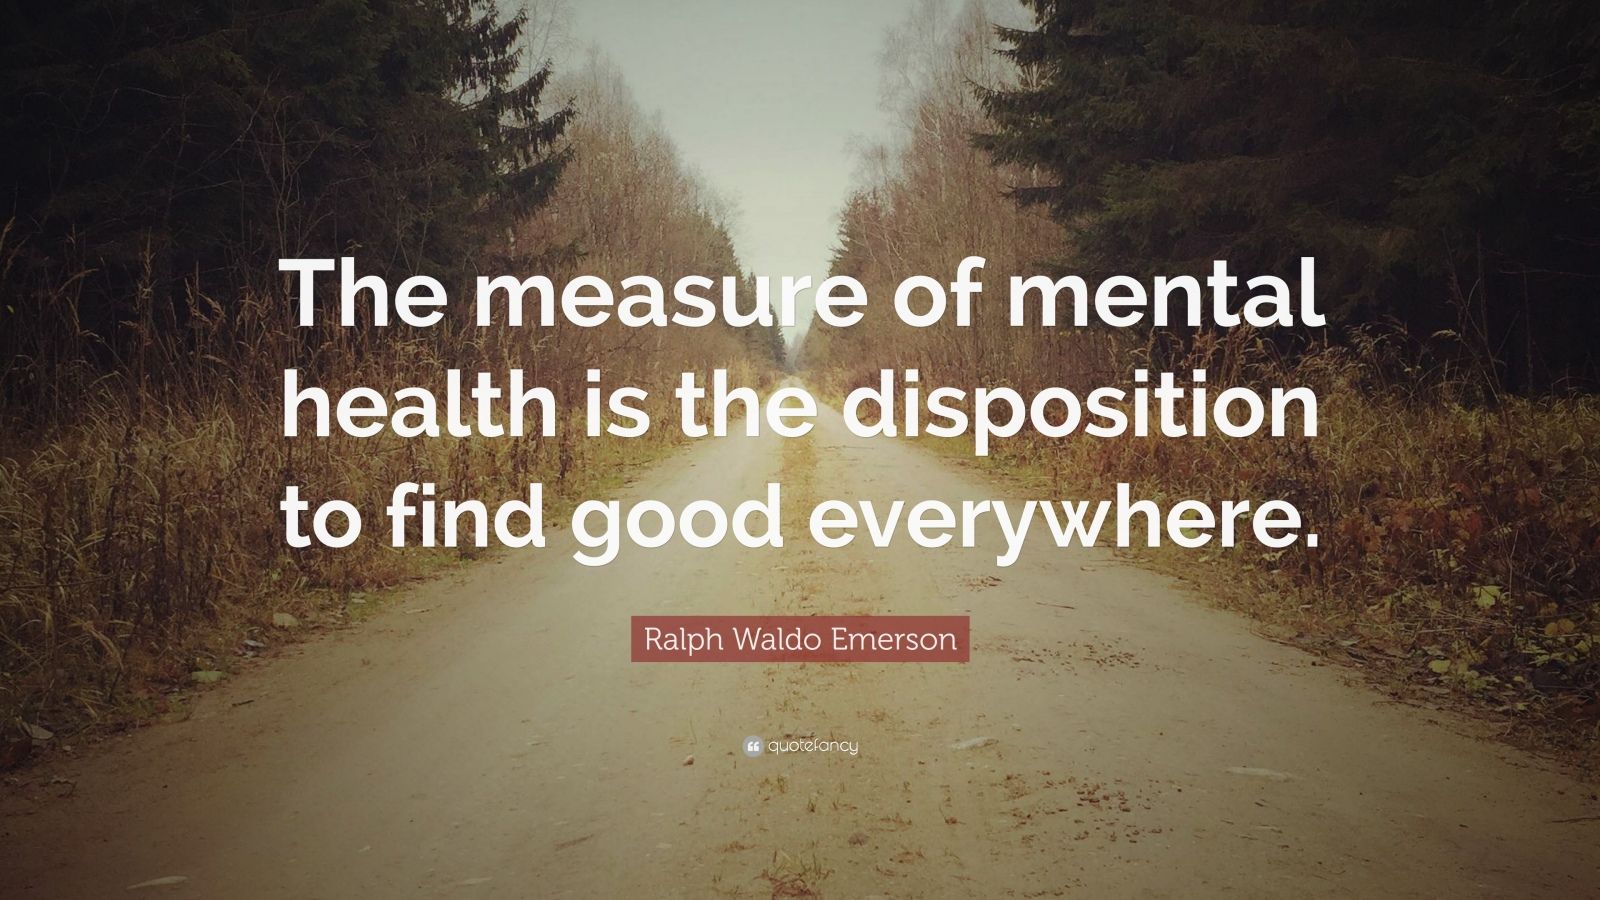 The measure of mental
health is the disposition
to find good everywhere.
Ralph Waldo Emerson
quotefancy